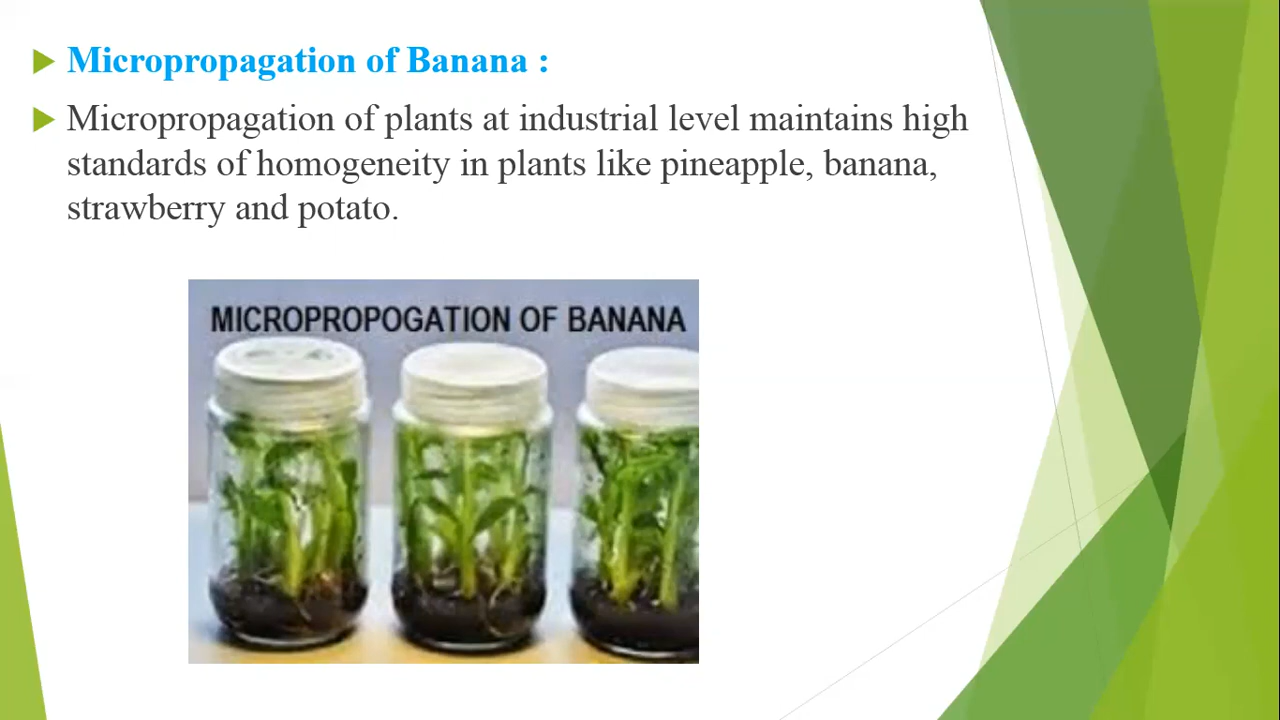 Micropropagation of Banana :
Micropropagation of plants at industrial level maintains high
standards of homogeneity in plants like pineapple, banana,
strawberry and potato.
MICROPROPOGATION OF BANANA